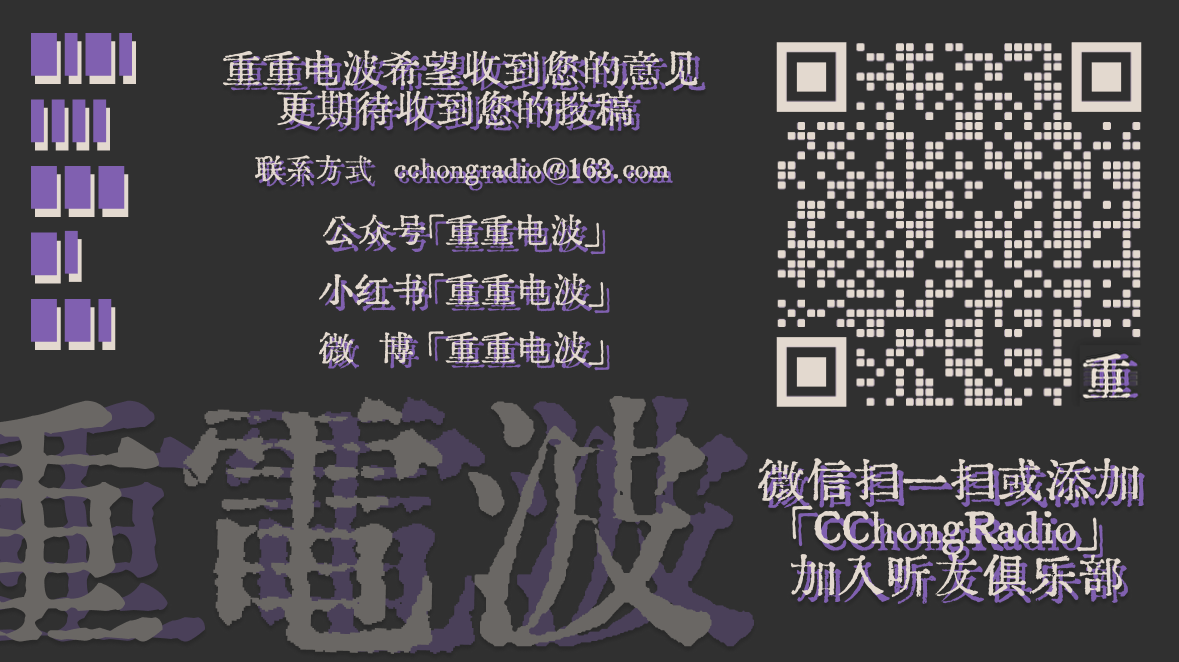 重重电波希望收到您的意见
更期待收到您的投稿
联系方式 cchongradio@163.com
公众号「重重电波」
小红书「重重电波」
微 博「重重电波」
重
微信扫一扫或添加
「CChongRadio」
加入听友俱乐部
重電波